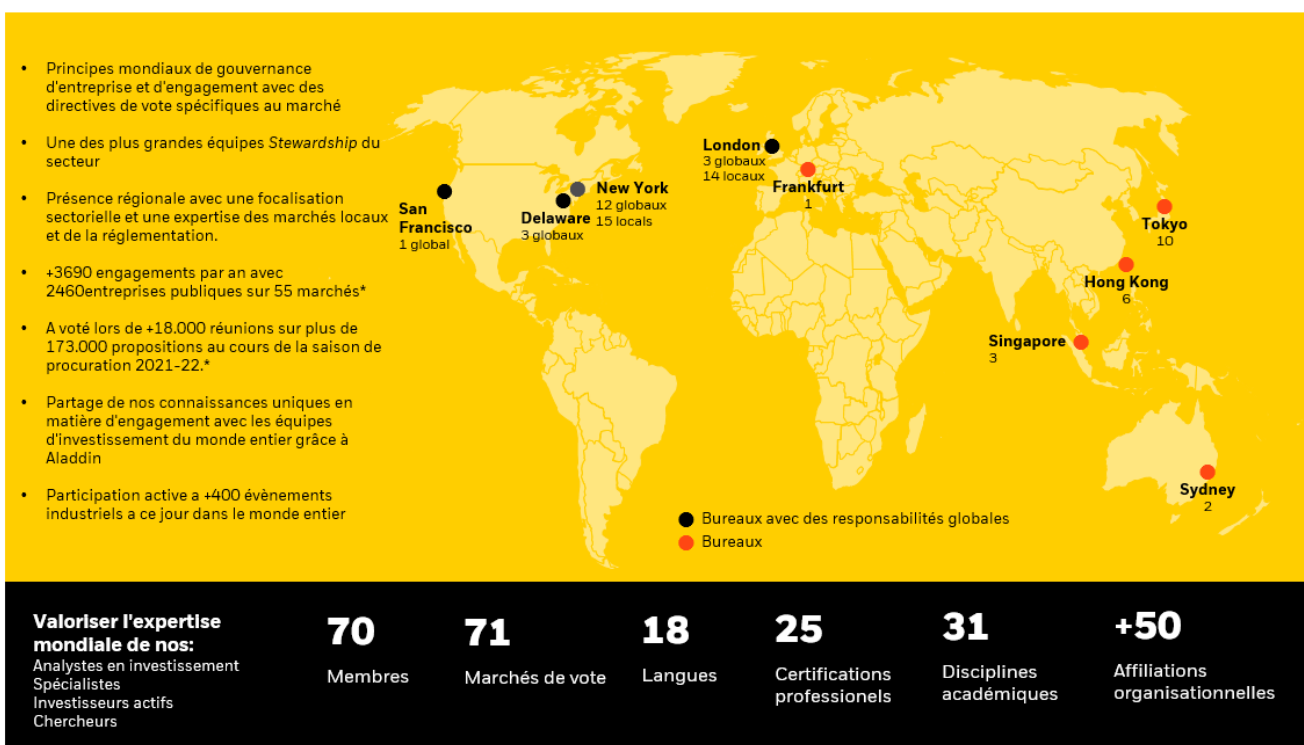 • Principes mondiaux de gouvernance
d'entreprise et d'engagement avec des
directives de vote spécifiques au marché
• Une des plus grandes équipes Stewardship du
secteur
• Présence régionale avec une focalisation
sectorielle et une expertise des marchés locaux
et de la réglementation.
• +3690 engagements par an avec
2460entreprises publiques sur 55 marchés*
• A voté lors de +18.000 réunions sur plus de
173.000 propositions au cours de la saison de
procuration 2021-22.*
• Partage de nos connaissances uniques en
matière d'engagement avec les équipes
d'investissement du monde entier grâce à
Aladdin
• Participation active a +400 évènements
industriels a ce jour dans le monde entier
San
Francisco
1 global
Delaware
3 globaux
New York
12 globaux
15 locals
London
3 globaux
14 locaux
Frankfurt
1
Tokyo
10
Hong Kong
6
Singapore
3
Sydney
2
Bureaux avec des responsabilités globales
Bureaux
Valoriser l'expertise
mondiale de nos:
Analystes en investissement
Spécialistes
Investisseurs actifs
Chercheurs
70
Membres
71
Marchés de vote
18
Langues
25
Certifications
professionels
31
Disciplines
académiques
+50
Affiliations
organisationnelles